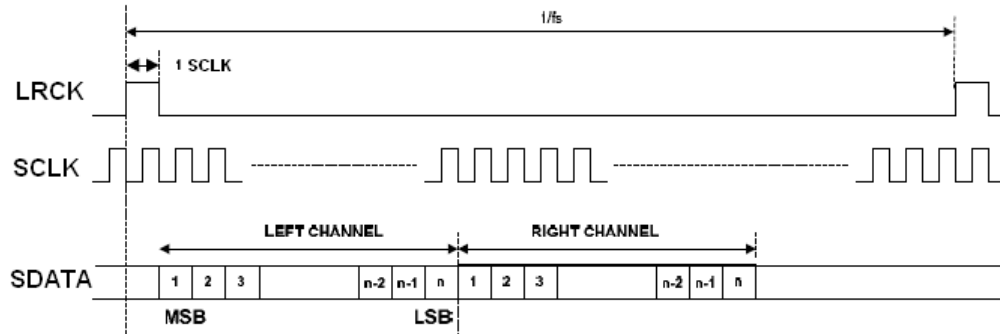 1/fs
1 SCLK
LRCK
SCLK
LEFT CHANNEL RIGHT CHANNEL
SDATA 1 2 3 n-2 n-1 n 1 2 3 n-2 n-1 n
MSB LSB